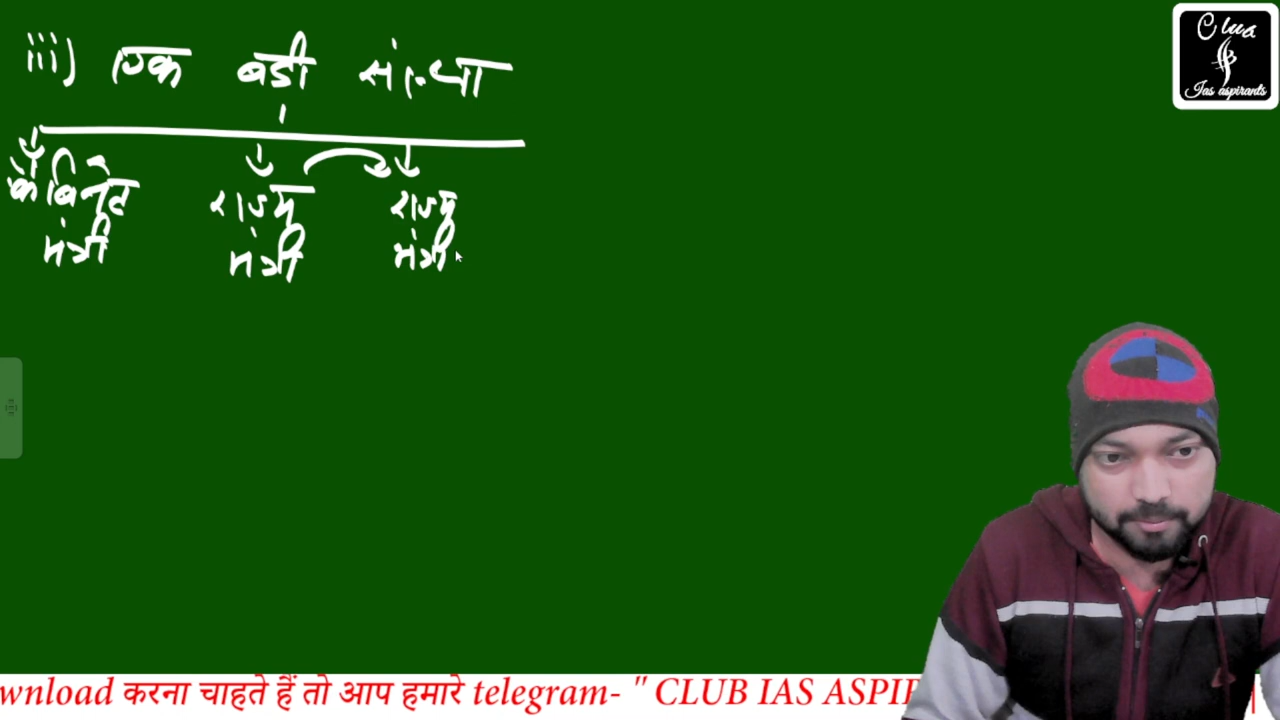 iii) एक बडी संस्था
कैबिनेट राज्य राज्य
मंत्री मंत्री मंत्री
Club
Ias aspirants
wnload करना चाहते हैं तो आप हमारे telegram- " CLUB IAS ASPI